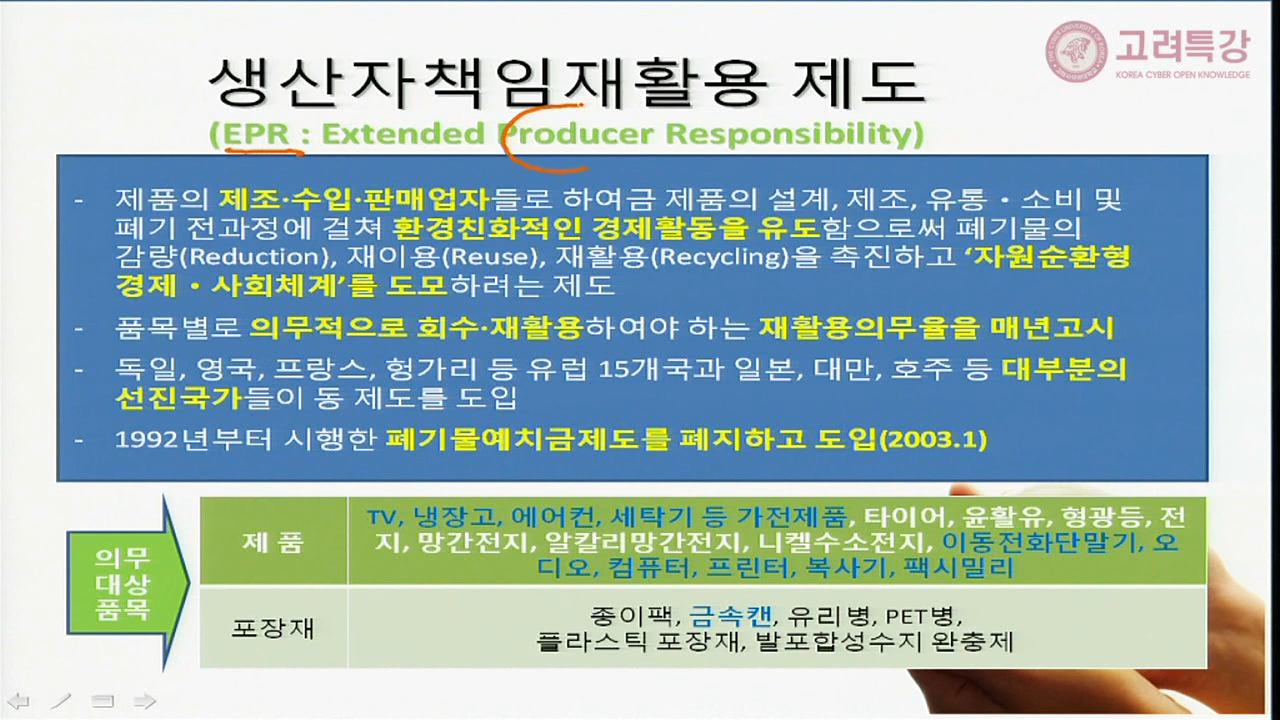 고려특강
KOREA CYBER OPEN KNOWLEDGE
생산자책임재활용 제도
(EPR : Extended Producer Responsibility)
- 제품의 제조·수입·판매업자들로 하여금 제품의 설계, 제조, 유통·소비 및
폐기 전과정에 걸쳐 환경친화적인 경제활동을 유도함으로써 폐기물의
감량(Reduction), 재이용(Reuse), 재활용(Recycling)을 촉진하고 ‘자원순환형
경제·사회체계’를 도모하려는 제도
- 품목별로 의무적으로 회수·재활용하여야 하는 재활용의무율을 매년고시
- 독일, 영국, 프랑스, 헝가리 등 유럽 15개국과 일본, 대만, 호주 등 대부분의
선진국가들이 동 제도를 도입
- 1992년부터 시행한 폐기물예치금제도를 폐지하고 도입(2003.1)
의무
대상
품목
제 품
TV, 냉장고, 에어컨, 세탁기 등 가전제품, 타이어, 윤활유, 형광등, 전
지, 망간전지, 알칼리망간전지, 니켈수소전지, 이동전화단말기, 오
디오, 컴퓨터, 프린터, 복사기, 팩시밀리
포장재
종이팩, 금속캔, 유리병, PET병,
플라스틱 포장재, 발포합성수지 완충제